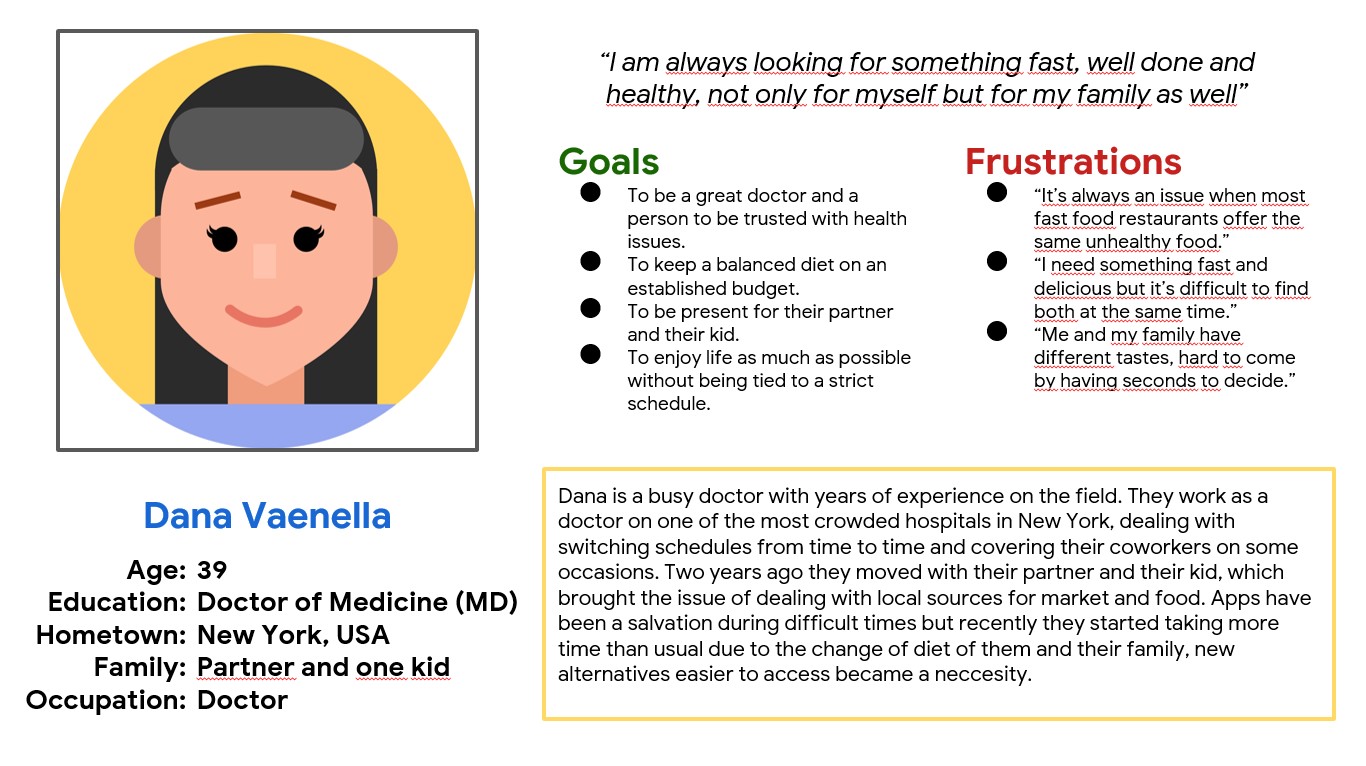 “I am always looking for something fast, well done and
healthy, not only for myself but for my family as well”
Goals
To be a great doctor and a
person to be trusted with health
issues.
To keep a balanced diet on an
established budget.
To be present for their partner
and their kid.
To enjoy life as much as possible
without being tied to a strict
schedule.
Frustrations
“It’s always an issue when most
fast food restaurants offer the
same unhealthy food.”
“I need something fast and
delicious but it’s difficult to find
both at the same time.”
“Me and my family have
different tastes, hard to come
by having seconds to decide.”
Dana Vaenella
Age: 39
Education: Doctor of Medicine (MD)
Hometown: New York, USA
Family: Partner and one kid
Occupation: Doctor
Dana is a busy doctor with years of experience on the field. They work as a
doctor on one of the most crowded hospitals in New York, dealing with
switching schedules from time to time and covering their coworkers on some
occasions. Two years ago they moved with their partner and their kid, which
brought the issue of dealing with local sources for market and food. Apps have
been a salvation during difficult times but recently they started taking more
time than usual due to the change of diet of them and their family, new
alternatives easier to access became a neccesity.